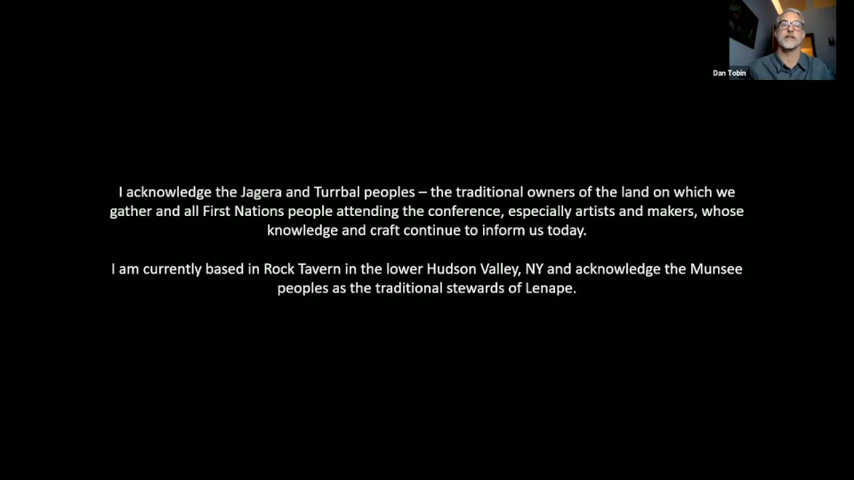 Dan Tobin
I acknowledge the Jagera and Turrbal peoples – the traditional owners of the land on which we
gather and all First Nations people attending the conference, especially artists and makers, whose
knowledge and craft continue to inform us today.
I am currently based in Rock Tavern in the lower Hudson Valley, NY and acknowledge the Munsee
peoples as the traditional stewards of Lenape.